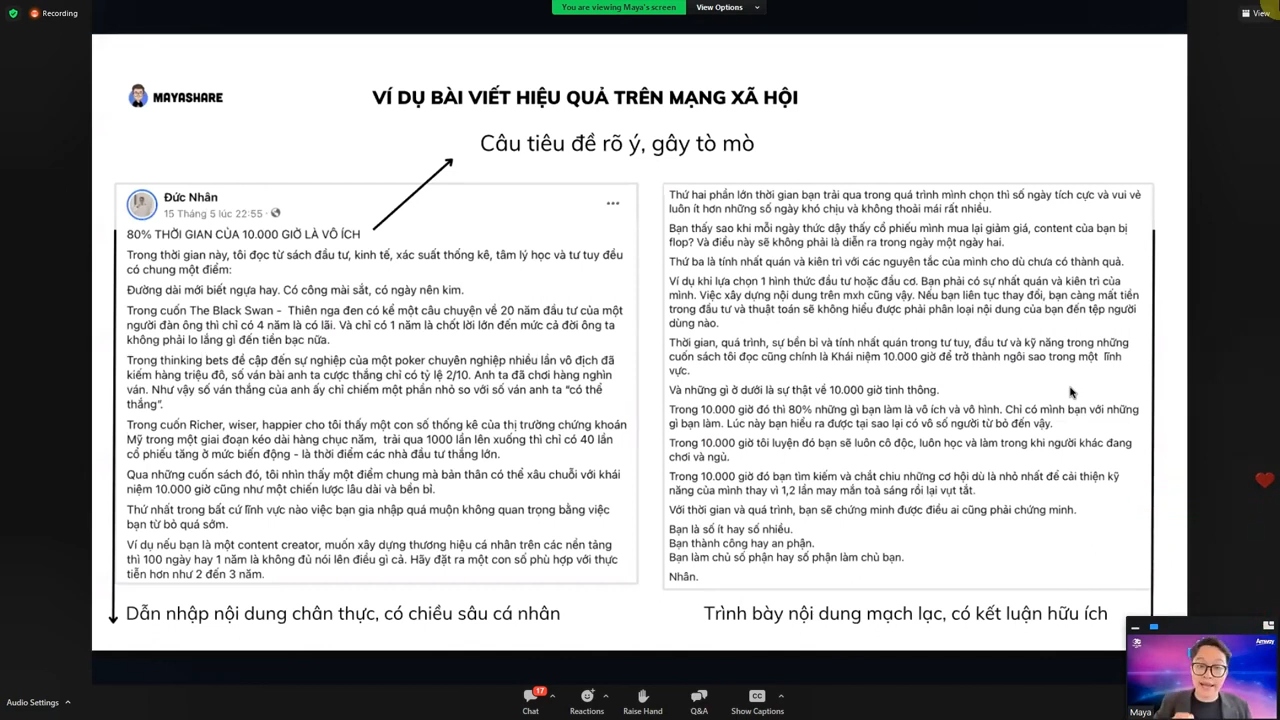 Recording
You are viewing Maya's screen
View Options
View
MAYASHARE
VÍ DỤ BÀI VIẾT HIỆU QUẢ TRÊN MẠNG XÃ HỘI
Câu tiêu đề rõ ý, gây tò mò
Đức Nhân
15 Tháng 5 lúc 22:55
80% THỜI GIAN CỦA 10.000 GIỜ LÀ VÔ ÍCH
Trong thời gian này, tôi đọc từ sách đầu tư, kinh tế, xác suất thống kê, tâm lý học và tư tuy đều
có chung một điểm:
Đường dài mới biết ngựa hay. Có công mài sắt, có ngày nên kim.
Trong cuốn The Black Swan - Thiên nga đen có kể một câu chuyện về 20 năm đầu tư của một
người đàn ông thì chỉ có 4 năm là có lãi. Và chỉ có 1 năm là chốt lời lớn đến mức cả đời ông ta
không phải lo lắng gì đến tiền bạc nữa.
Trong thinking bets đề cập đến sự nghiệp của một poker chuyên nghiệp nhiều lần vô địch đã
kiếm hàng triệu đô, số ván bài anh ta cược thắng chỉ có tỷ lệ 2/10. Anh ta đã chơi hàng nghìn
ván. Như vậy số ván thắng của anh ấy chỉ chiếm một phần nhỏ so với số ván anh ta “có thể
thắng”.
Trong cuốn Richer, wiser, happier cho tôi thấy một con số thống kê của thị trường chứng khoán
Mỹ trong một giai đoạn kéo dài hàng chục năm, trải qua 1000 lần lên xuống thì chỉ có 40 lần
cổ phiếu tăng ở mức biến động - là thời điểm các nhà đầu tư thắng lớn.
Qua những cuốn sách đó, tôi nhìn thấy một điểm chung mà bản thân có thể xâu chuỗi với khái
niệm 10.000 giờ cũng như một chiến lược lâu dài và bền bỉ.
Thứ nhất trong bất cứ lĩnh vực nào việc bạn gia nhập quá muộn không quan trọng bằng việc
bạn từ bỏ quá sớm.
Ví dụ nếu bạn là một content creator, muốn xây dựng thương hiệu cá nhân trên các nền tảng
thì 100 ngày hay 1 năm là không đủ nói lên điều gì cả. Hãy đặt ra một con số phù hợp với thực
tiễn hơn như 2 đến 3 năm.
Dẫn nhập nội dung chân thực, có chiều sâu cá nhân
Thứ hai phần lớn thời gian bạn trải qua trong quá trình mình chọn thì số ngày tích cực và vui vẻ
luôn ít hơn những số ngày khó chịu và không thoải mái rất nhiều.
Bạn thấy sao khi mỗi ngày thức dậy thấy cổ phiếu mình mua lại giảm giá, content của bạn bị
flop? Và điều này sẽ không phải là diễn ra trong ngày một ngày hai.
Thứ ba là tính nhất quán và kiên trì với các nguyên tắc của mình cho dù chưa có thành quả.
Ví dụ khi lựa chọn 1 hình thức đầu tư hoặc đầu cơ. Bạn phải có sự nhất quán và kiên trì của
mình. Việc xây dựng nội dung trên mxh cũng vậy. Nếu bạn liên tục thay đổi, bạn càng mất tiền
trong đầu tư và thuật toán sẽ không hiểu được phải phân loại nội dung của bạn đến tệp người
dùng nào.
Thời gian, quá trình, sự bền bỉ và tính nhất quán trong tư tuy, đầu tư và kỹ năng trong những
cuốn sách tôi đọc cũng chính là Khái niệm 10.000 giờ để trở thành ngôi sao trong một lĩnh
vực.
Và những gì ở dưới là sự thật về 10.000 giờ tinh thông.
Trong 10.000 giờ đó thì 80% những gì bạn làm là vô ích và vô hình. Chỉ có mình bạn với những
gì bạn làm. Lúc này bạn hiểu ra được tại sao lại có vô số người từ bỏ đến vậy.
Trong 10.000 giờ tôi luyện đó bạn sẽ luôn cô độc, luôn học và làm trong khi người khác đang
chơi và ngủ.
Trong 10.000 giờ đó bạn tìm kiếm và chắt chiu những cơ hội dù là nhỏ nhất để cải thiện kỹ
năng của mình thay vì 1,2 lần may mắn toả sáng rồi lại vụt tắt.
Với thời gian và quá trình, bạn sẽ chứng minh được điều ai cũng phải chứng minh.
Bạn là số ít hay số nhiều.
Bạn thành công hay an phận.
Bạn làm chủ số phận hay số phận làm chủ bạn.
Nhân.
Trình bày nội dung mạch lạc, có kết luận hữu ích
Amway
Maya
Audio Settings
17
Chat
Reactions
Raise Hand
Q&A
CC
Show Captions